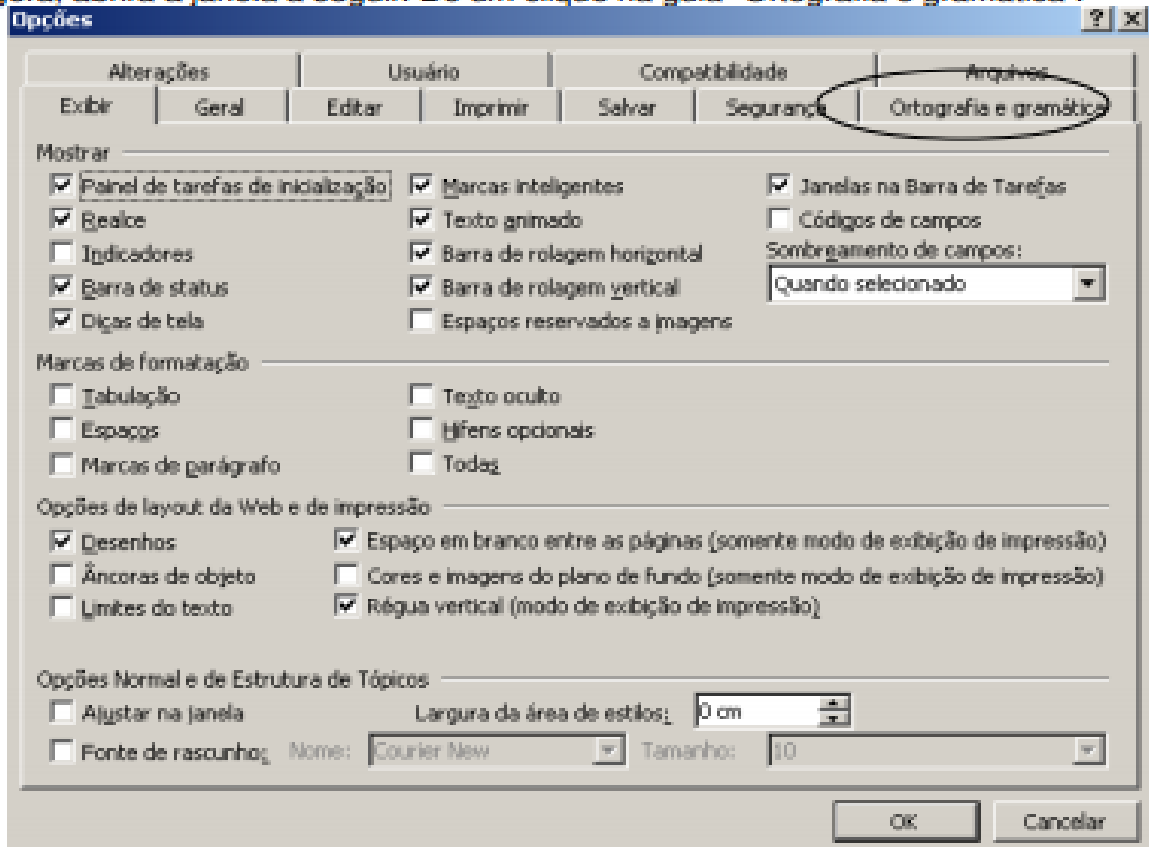 Opções
Alterações Usuário Compatibilidade Arquivos
Exibir Geral Editar Imprimir Salvar Segurança Ortografia e gramática
Mostrar
Painel de tarefas de inicialização Marcas inteligentes Janelas na Barra de Tarefas
Realce Texto animado Códigos de campos
Indicadores Barra de rolagem horizontal Sombreamento de campos:
Barra de status Barra de rolagem vertical Quando selecionado
Dicas de tela Espaços reservados a imagens
Marcas de formatação
Tabulação Texto oculto
Espaços Hifens opcionais
Marcas de parágrafo Todas
Opções de layout da Web e de impressão
Desenhos Espaço em branco entre as páginas (somente modo de exibição de impressão)
Âncoras de objeto Cores e imagens do plano de fundo (somente modo de exibição de impressão)
Limites do texto Régua vertical (modo de exibição de impressão)
Opções Normal e de Estrutura de Tópicos
Ajustar na janela Largura da área de estilos: 0 cm
Fonte de rascunho: Nome: Courier New Tamanho: 10
OK Cancelar